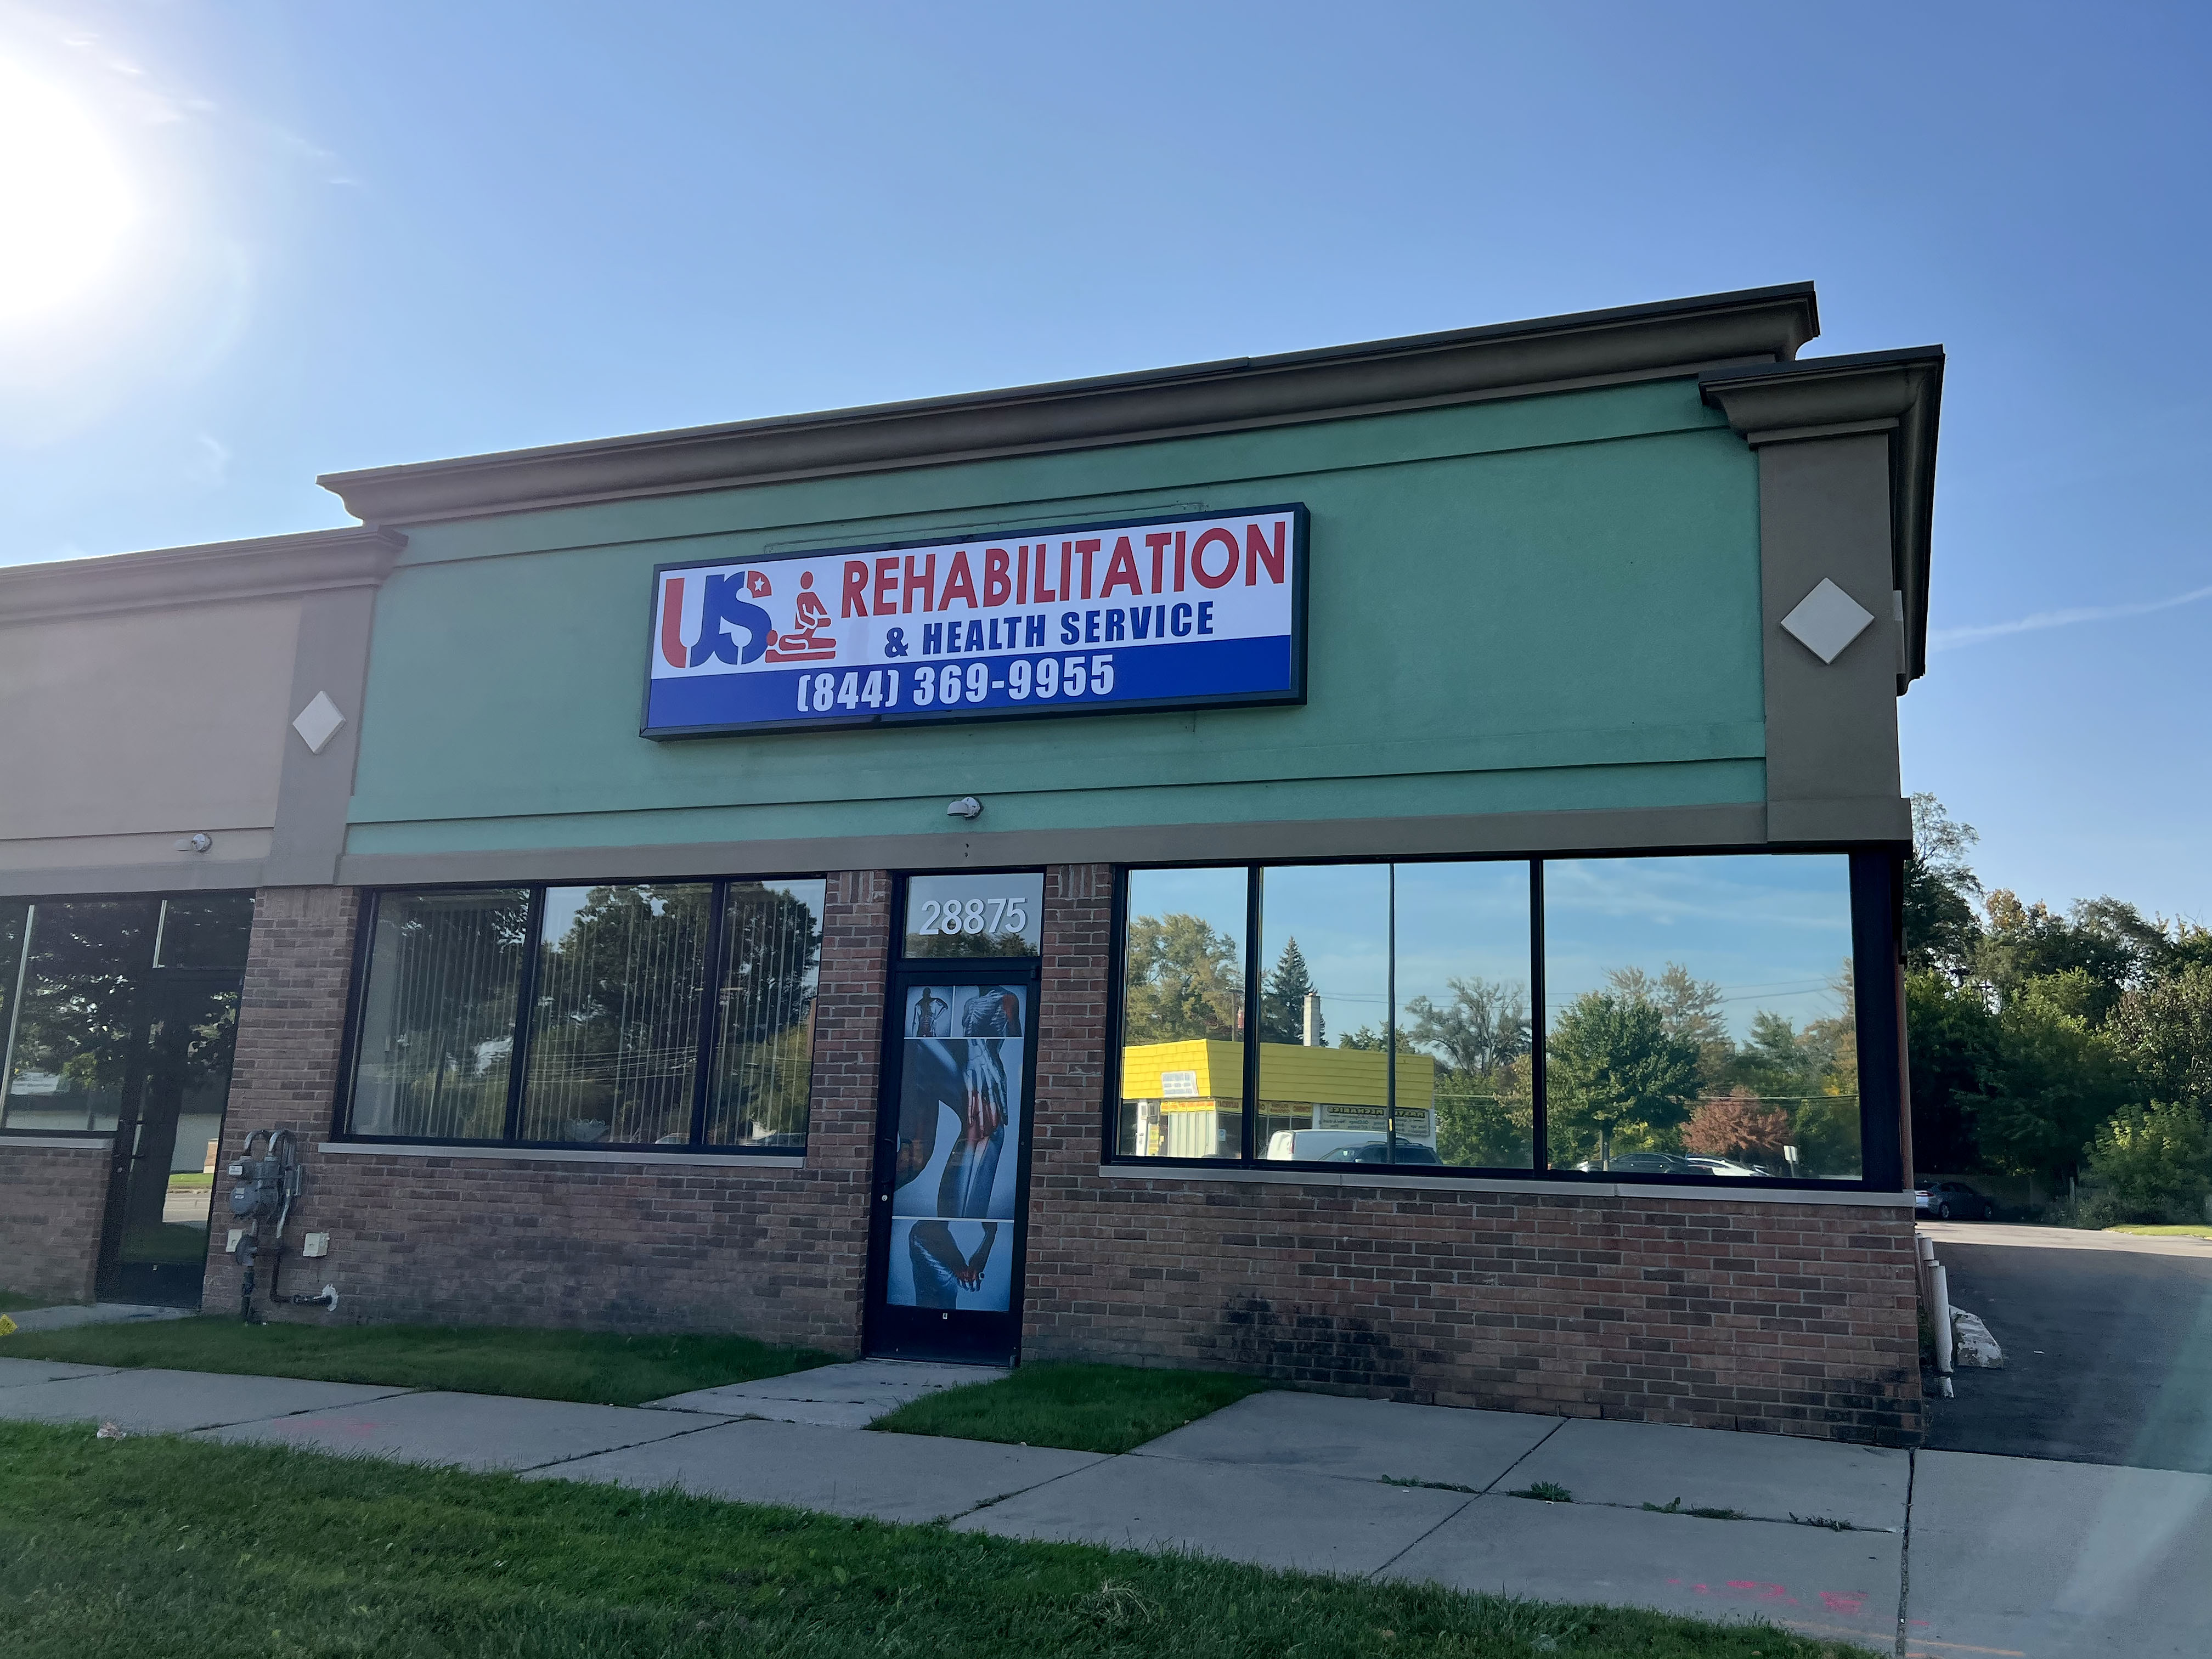 US REHABILITATION
& HEALTH SERVICE
(844) 369-9955
28875